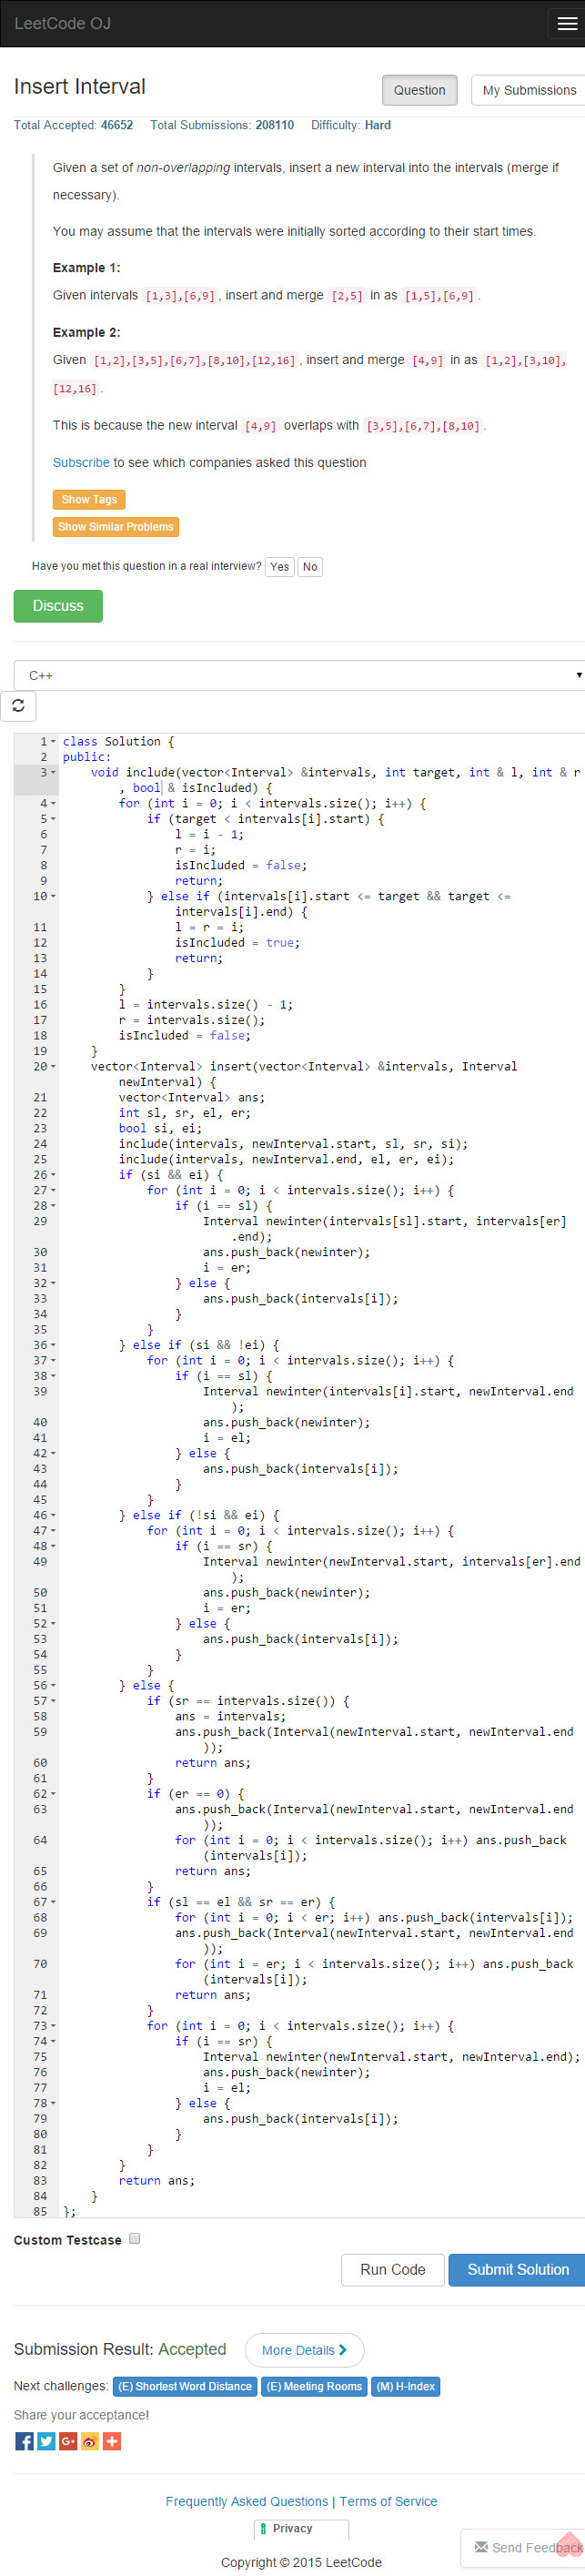 LeetCode OJ
Insert Interval
Question
My Submissions
Total Accepted: 46652 Total Submissions: 208110 Difficulty: Hard
Given a set of non-overlapping intervals, insert a new interval into the intervals (merge if
necessary).
You may assume that the intervals were initially sorted according to their start times.
Example 1:
Given intervals [1,3],[6,9], insert and merge [2,5] in as [1,5],[6,9].
Example 2:
Given [1,2],[3,5],[6,7],[8,10],[12,16], insert and merge [4,9] in as [1,2],[3,10],
[12,16].
This is because the new interval [4,9] overlaps with [3,5],[6,7],[8,10].
Subscribe to see which companies asked this question
Show Tags
Show Similar Problems
Have you met this question in a real interview? Yes No
Discuss
C++
1 class Solution {
2 public:
3 void include(vector<Interval> &intervals, int target, int & l, int & r
, bool & isIncluded) {
4 for (int i = 0; i < intervals.size(); i++) {
5 if (target < intervals[i].start) {
6 l = i - 1;
7 r = i;
8 isIncluded = false;
9 return;
10 } else if (intervals[i].start <= target && target <=
intervals[i].end) {
11 l = r = i;
12 isIncluded = true;
13 return;
14 }
15 }
16 l = intervals.size() - 1;
17 r = intervals.size();
18 isIncluded = false;
19 }
20 vector<Interval> insert(vector<Interval> &intervals, Interval
newInterval) {
21 vector<Interval> ans;
22 int sl, sr, el, er;
23 bool si, ei;
24 include(intervals, newInterval.start, sl, sr, si);
25 include(intervals, newInterval.end, el, er, ei);
26 if (si && ei) {
27 for (int i = 0; i < intervals.size(); i++) {
28 if (i == sl) {
29 Interval newinter(intervals[sl].start, intervals[er]
.end);
30 ans.push_back(newinter);
31 i = er;
32 } else {
33 ans.push_back(intervals[i]);
34 }
35 }
36 } else if (si && !ei) {
37 for (int i = 0; i < intervals.size(); i++) {
38 if (i == sl) {
39 Interval newinter(intervals[i].start, newInterval.end
);
40 ans.push_back(newinter);
41 i = el;
42 } else {
43 ans.push_back(intervals[i]);
44 }
45 }
46 } else if (!si && ei) {
47 for (int i = 0; i < intervals.size(); i++) {
48 if (i == sr) {
49 Interval newinter(newInterval.start, intervals[er].end
);
50 ans.push_back(newinter);
51 i = er;
52 } else {
53 ans.push_back(intervals[i]);
54 }
55 }
56 } else {
57 if (sr == intervals.size()) {
58 ans = intervals;
59 ans.push_back(Interval(newInterval.start, newInterval.end
));
60 return ans;
61 }
62 if (er == 0) {
63 ans.push_back(Interval(newInterval.start, newInterval.end
));
64 for (int i = 0; i < intervals.size(); i++) ans.push_back
(intervals[i]);
65 return ans;
66 }
67 if (sl == el && sr == er) {
68 for (int i = 0; i < er; i++) ans.push_back(intervals[i]);
69 ans.push_back(Interval(newInterval.start, newInterval.end
));
70 for (int i = er; i < intervals.size(); i++) ans.push_back
(intervals[i]);
71 return ans;
72 }
73 for (int i = 0; i < intervals.size(); i++) {
74 if (i == sr) {
75 Interval newinter(newInterval.start, newInterval.end);
76 ans.push_back(newinter);
77 i = el;
78 } else {
79 ans.push_back(intervals[i]);
80 }
81 }
82 }
83 return ans;
84 }
85 };
Custom Testcase
Run Code
Submit Solution
Submission Result: Accepted More Details
Next challenges: (E) Shortest Word Distance (E) Meeting Rooms (M) H-Index
Share your acceptance!
Frequently Asked Questions | Terms of Service
Privacy
Send Feedback
Copyright © 2015 LeetCode